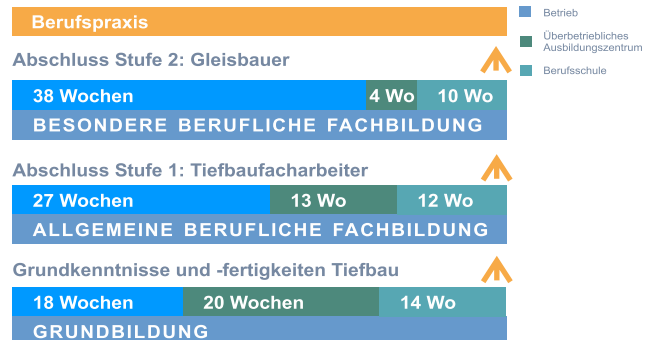 Berufspraxis
Abschluss Stufe 2: Gleisbauer
38 Wochen 4 Wo 10 Wo
BESONDERE BERUFLICHE FACHBILDUNG
Abschluss Stufe 1: Tiefbaufacharbeiter
27 Wochen 13 Wo 12 Wo
ALLGEMEINE BERUFLICHE FACHBILDUNG
Grundkenntnisse und -fertigkeiten Tiefbau
18 Wochen 20 Wochen 14 Wo
GRUNDBILDUNG
Betrieb
Überbetriebliches
Ausbildungszentrum
Berufsschule